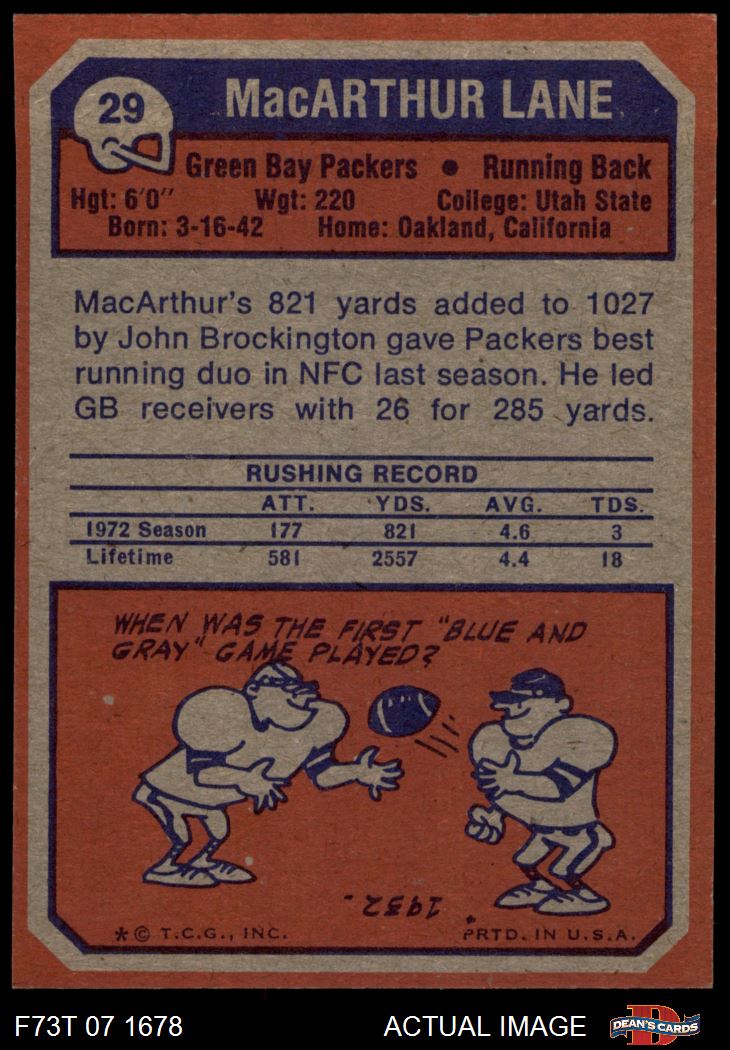 29
MacARTHUR LANE
Green Bay Packers • Running Back
Hgt: 6'0" Wgt: 220 College: Utah State
Born: 3-16-42 Home: Oakland, California
MacArthur's 821 yards added to 1027
by John Brockington gave Packers best
running duo in NFC last season. He led
GB receivers with 26 for 285 yards.
RUSHING RECORD
ATT. YDS. AVG. TDS.
1972 Season 177 821 4.6 3
Lifetime 581 2557 4.4 18
WHEN WAS THE FIRST "BLUE AND
GRAY" GAME PLAYED?
1932.
*© T.C.G., INC. PRTD. IN U.S.A.
F73T 07 1678 ACTUAL IMAGE DEAN'S CARDS